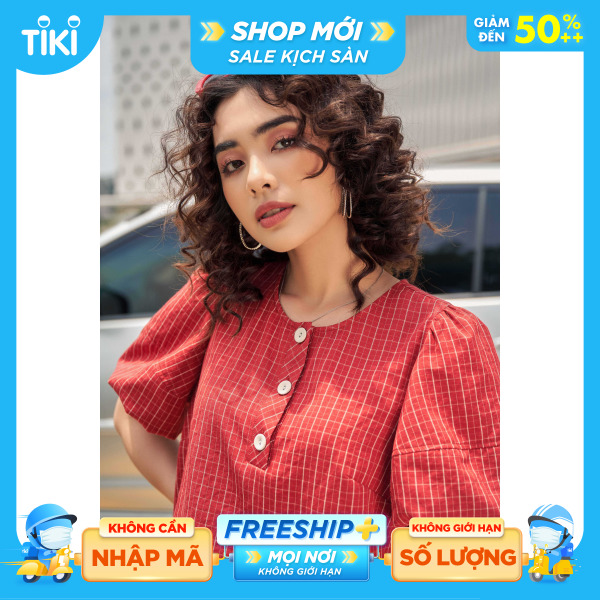 TIKI
SHOP MỚI
SALE KỊCH SÀN
GIẢM
ĐẾN
50%
++
KHÔNG CẦN
NHẬP MÃ
FREESHIP+
MỌI NƠI
KHÔNG GIỚI HẠN
KHÔNG GIỚI HẠN
SỐ LƯỢNG